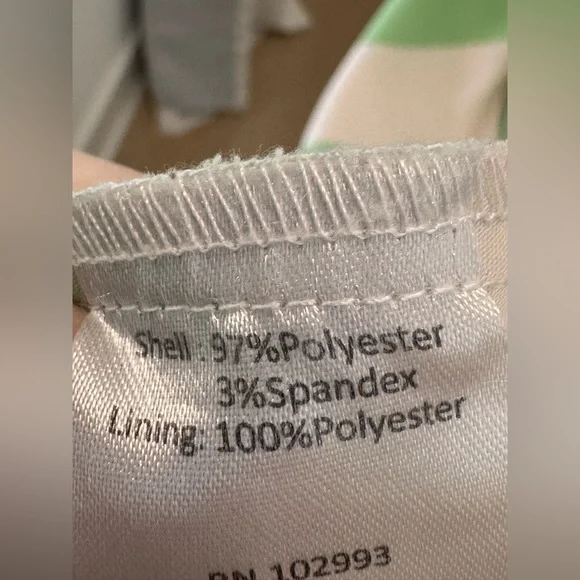 Shell: 97%Polyester
3%Spandex
Lining: 100%Polyester
RN 102993